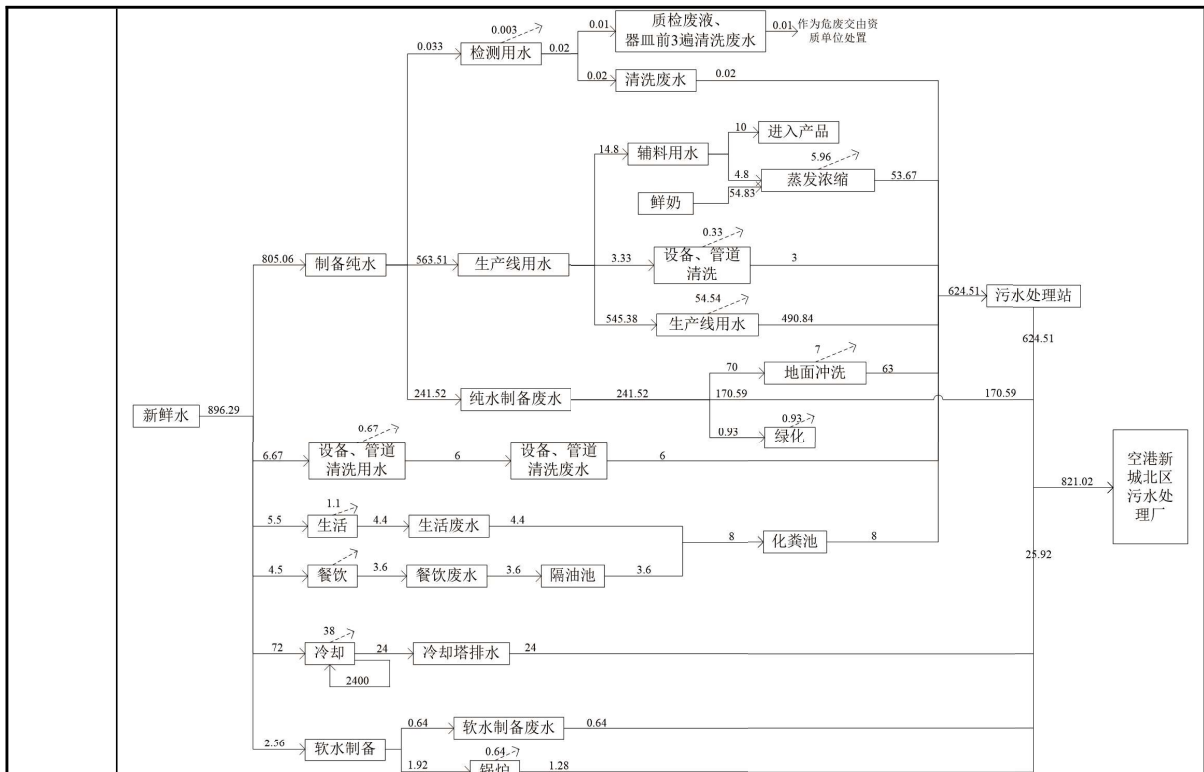 0.003
0.033
检测用水
0.02
0.01
质检废液、
器皿前3遍清洗废水
0.01
作为危废交由资
质单位处置
0.02
清洗废水
0.02
10
进入产品
14.8
辅料用水
5.96
4.8
蒸发浓缩
53.67
鲜奶
54.83
0.33
805.06
制备纯水
563.51
生产线用水
3.33
设备、管道
清洗
3
54.54
545.38
生产线用水
490.84
624.51
污水处理站
624.51
7
70
地面冲洗
63
241.52
纯水制备废水
241.52
170.59
170.59
新鲜水
896.29
0.93
0.93
绿化
0.67
6.67
设备、管道
清洗用水
6
设备、管道
清洗废水
6
821.02
空港新
城北区
污水处
理厂
1.1
5.5
生活
4.4
生活废水
4.4
8
化粪池
8
25.92
4.5
餐饮
3.6
餐饮废水
3.6
隔油池
3.6
38
72
冷却
24
冷却塔排水
24
2400
0.64
软水制备废水
0.64
2.56
软水制备
0.64
1.92
锅炉
1.28